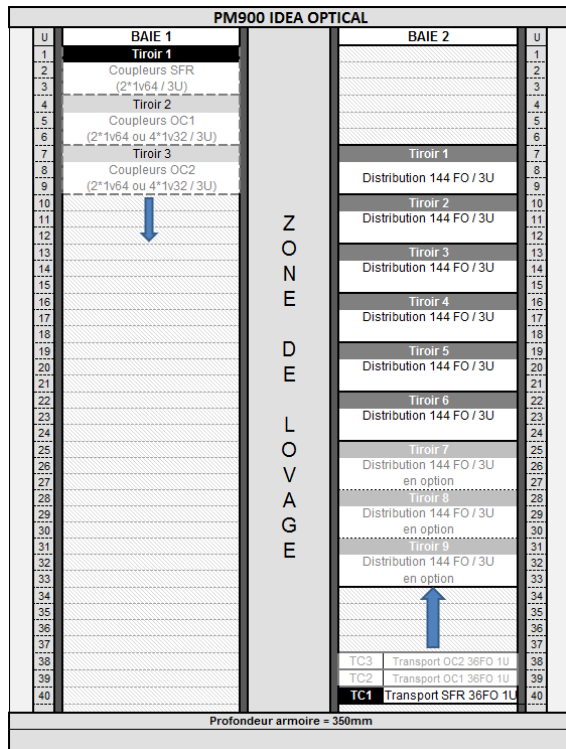 PM900 IDEA OPTICAL
U BAIE 1 BAIE 2 U
1 Tiroir 1 1
2 Coupleurs SFR 2
3 (2*1v64 / 3U) 3
4 Tiroir 2 4
5 Coupleurs OC1 5
6 (2*1v64 ou 4*1v32 / 3U) 6
7 Tiroir 3 Tiroir 1 7
8 Coupleurs OC2 Distribution 144 FO / 3U 8
9 (2*1v64 ou 4*1v32 / 3U) 9
10 Tiroir 2 10
11 Distribution 144 FO / 3U 11
12 12
13 Tiroir 3 13
14 Distribution 144 FO / 3U 14
15 15
16 Tiroir 4 16
17 Distribution 144 FO / 3U 17
18 18
19 Tiroir 5 19
20 Distribution 144 FO / 3U 20
21 21
22 Tiroir 6 22
23 Distribution 144 FO / 3U 23
24 24
25 Tiroir 7 25
26 Distribution 144 FO / 3U 26
27 en option 27
28 Tiroir 8 28
29 Distribution 144 FO / 3U 29
30 en option 30
31 Tiroir 9 31
32 Distribution 144 FO / 3U 32
33 en option 33
34 34
35 35
36 36
37 37
38 TC3 Transport OC2 36FO 1U 38
39 TC2 Transport OC1 36FO 1U 39
40 TC1 Transport SFR 36FO 1U 40
ZONE DE LOVAGE
Profondeur armoire = 350mm